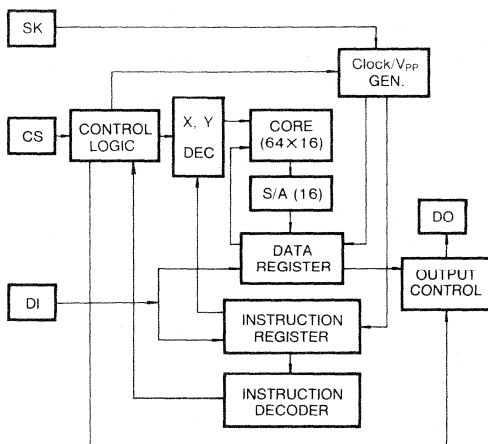 SK
Clock/VPP
GEN.
CS
CONTROL
LOGIC
X, Y
DEC
CORE
(64×16)
S/A (16)
DATA
REGISTER
DO
OUTPUT
CONTROL
DI
INSTRUCTION
REGISTER
INSTRUCTION
DECODER